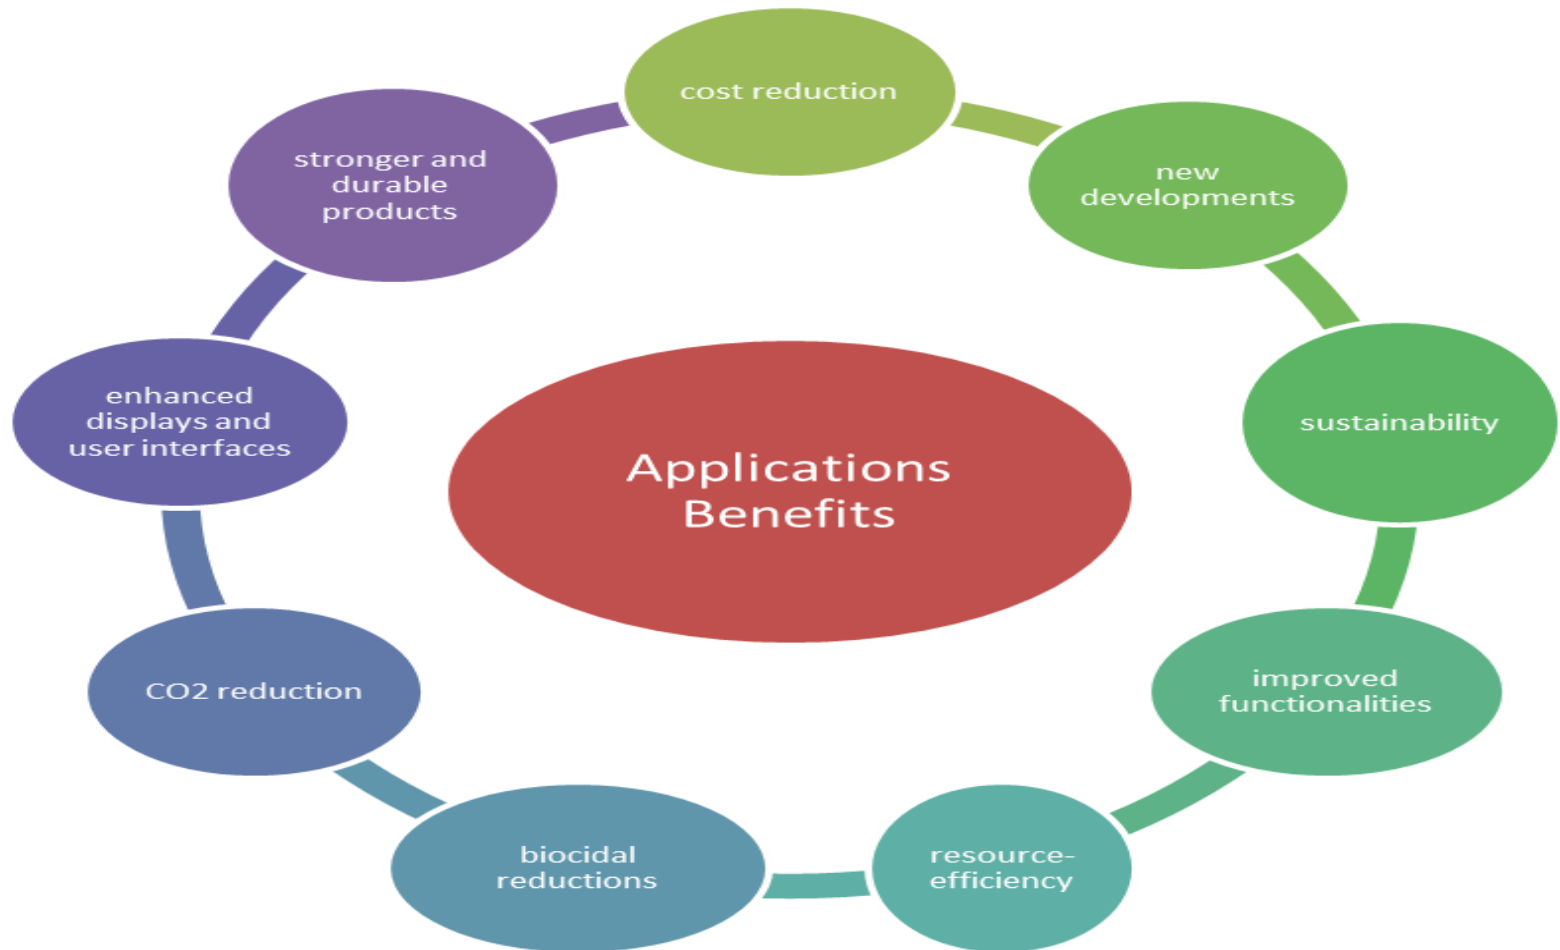 cost reduction
new
developments
sustainability
improved
functionalities
resource-
efficiency
biocidal
reductions
CO2 reduction
enhanced
displays and
user interfaces
stronger and
durable
products
Applications
Benefits